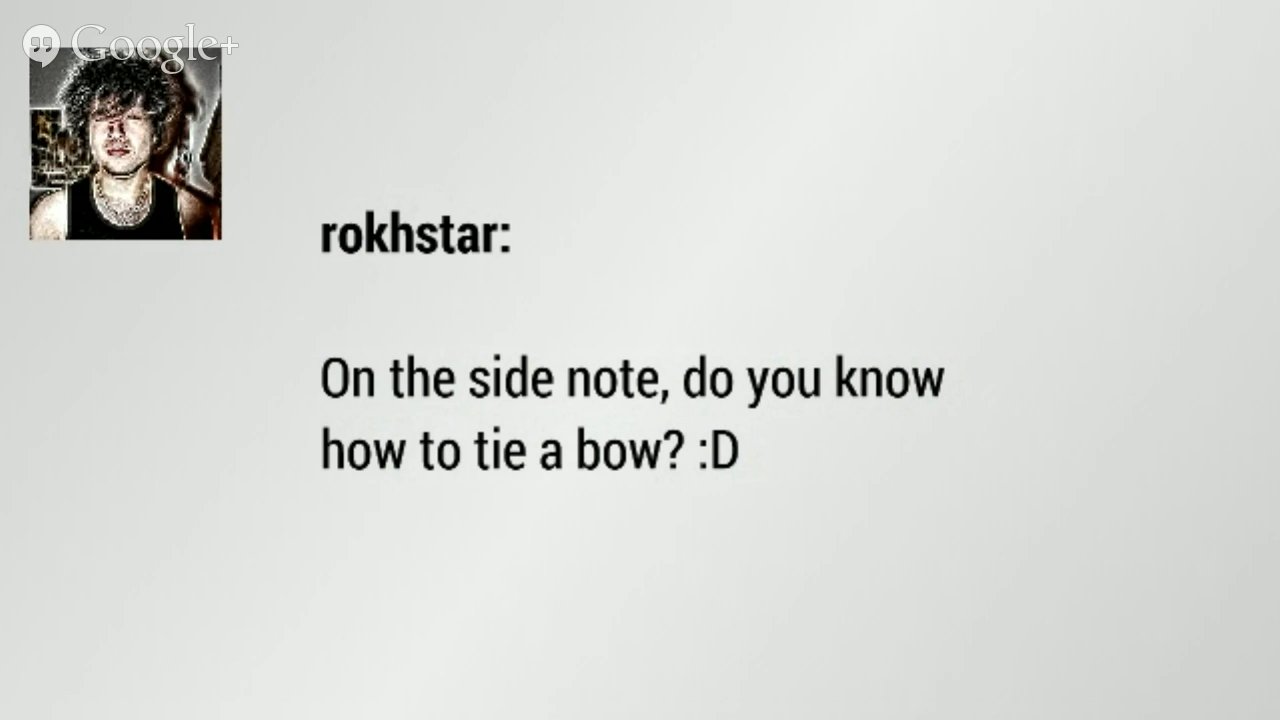 Google+
rokhstar:
On the side note, do you know
how to tie a bow? :D